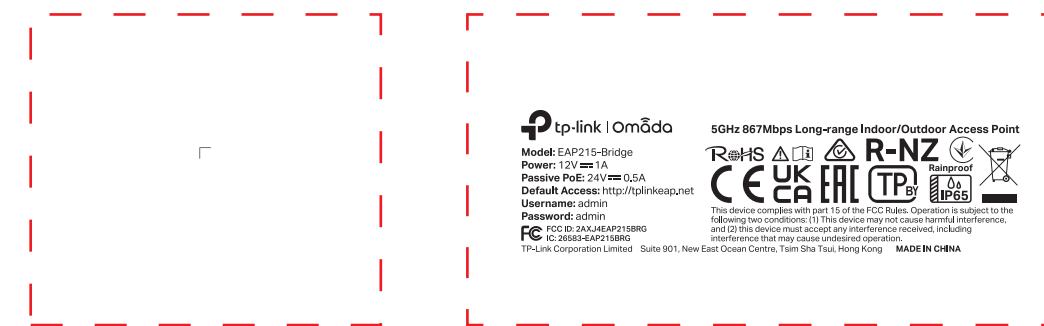 tp-link | Omada
Model: EAP215-Bridge
Power: 12V⎓1A
Passive PoE: 24V⎓0.5A
Default Access: http://tplinkeap.net
Username: admin
Password: admin
FC FCC ID: 2AXJ4EAP215BRG
IC: 26583-EAP215BRG
5GHz 867Mbps Long-range Indoor/Outdoor Access Point
RoHS R-NZ
CE UK CA EAC TP BY Rainproof IP65
This device complies with part 15 of the FCC Rules. Operation is subject to the
following two conditions: (1) This device may not cause harmful interference,
and (2) this device must accept any interference received, including
interference that may cause undesired operation.
TP-Link Corporation Limited Suite 901, New East Ocean Centre, Tsim Sha Tsui, Hong Kong MADE IN CHINA